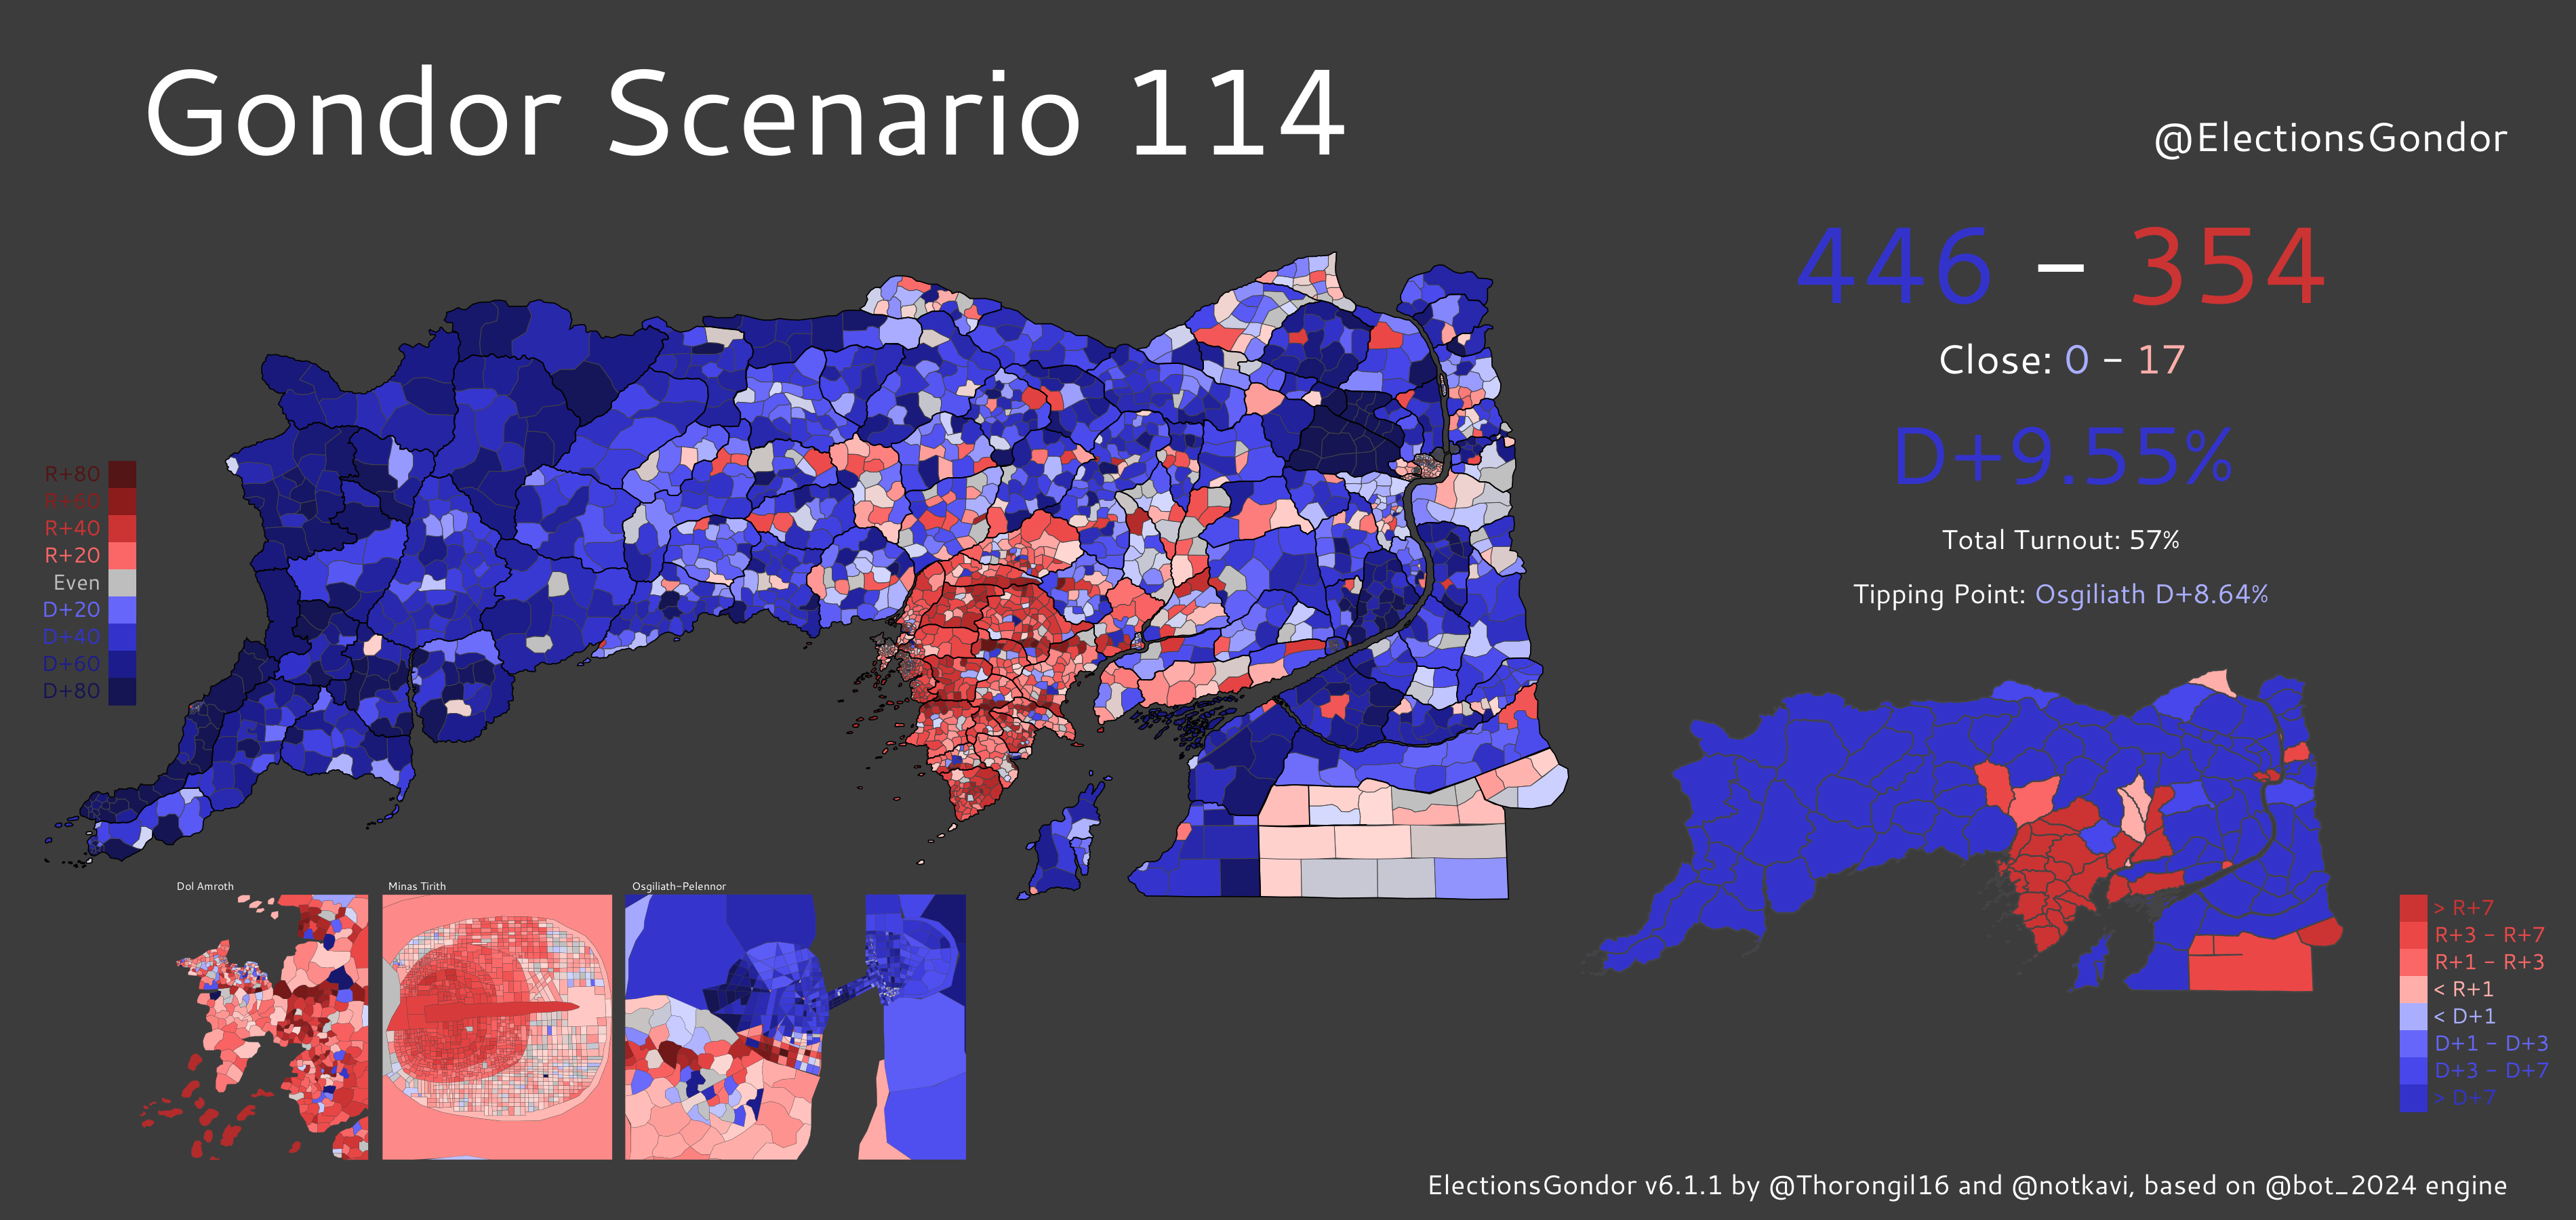 Gondor Scenario 114
@ElectionsGondor
446 – 354
Close: 0 – 17
D+9.55%
Total Turnout: 57%
Tipping Point: Osgiliath D+8.64%
R+80
R+60
R+40
R+20
Even
D+20
D+40
D+60
D+80
Dol Amroth
Minas Tirith
Osgiliath-Pelennor
> R+7
R+3 – R+7
R+1 – R+3
< R+1
< D+1
D+1 – D+3
D+3 – D+7
> D+7
ElectionsGondor v6.1.1 by @Thorongil16 and @notkavi, based on @bot_2024 engine